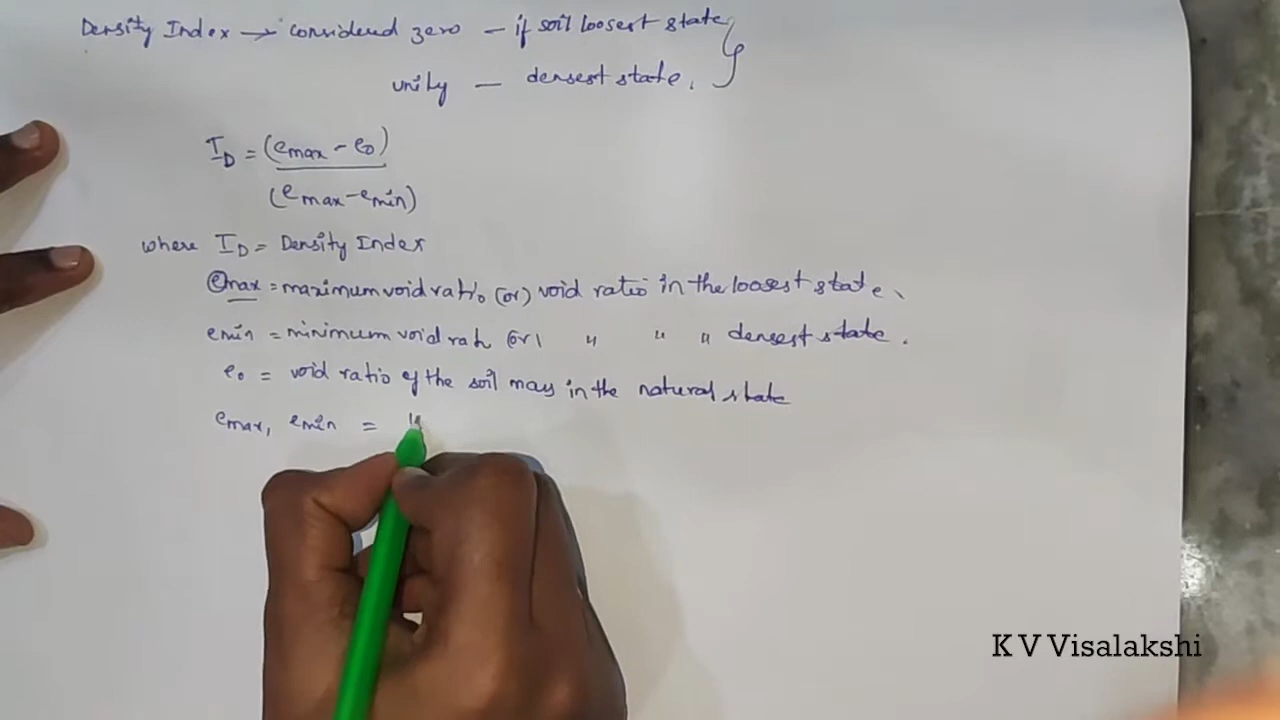 Density Index → considered zero – if soil loosest state
unity – densest state.
I_D = (emax - e0)
(emax - emin)
where I_D = Density Index
emax = maximum void ratio (or) void ratio in the loosest state.
emin = minimum void ratio (or) " " " densest state.
e0 = void ratio of the soil mass in the natural state
emax, emin =
K V Visalakshi